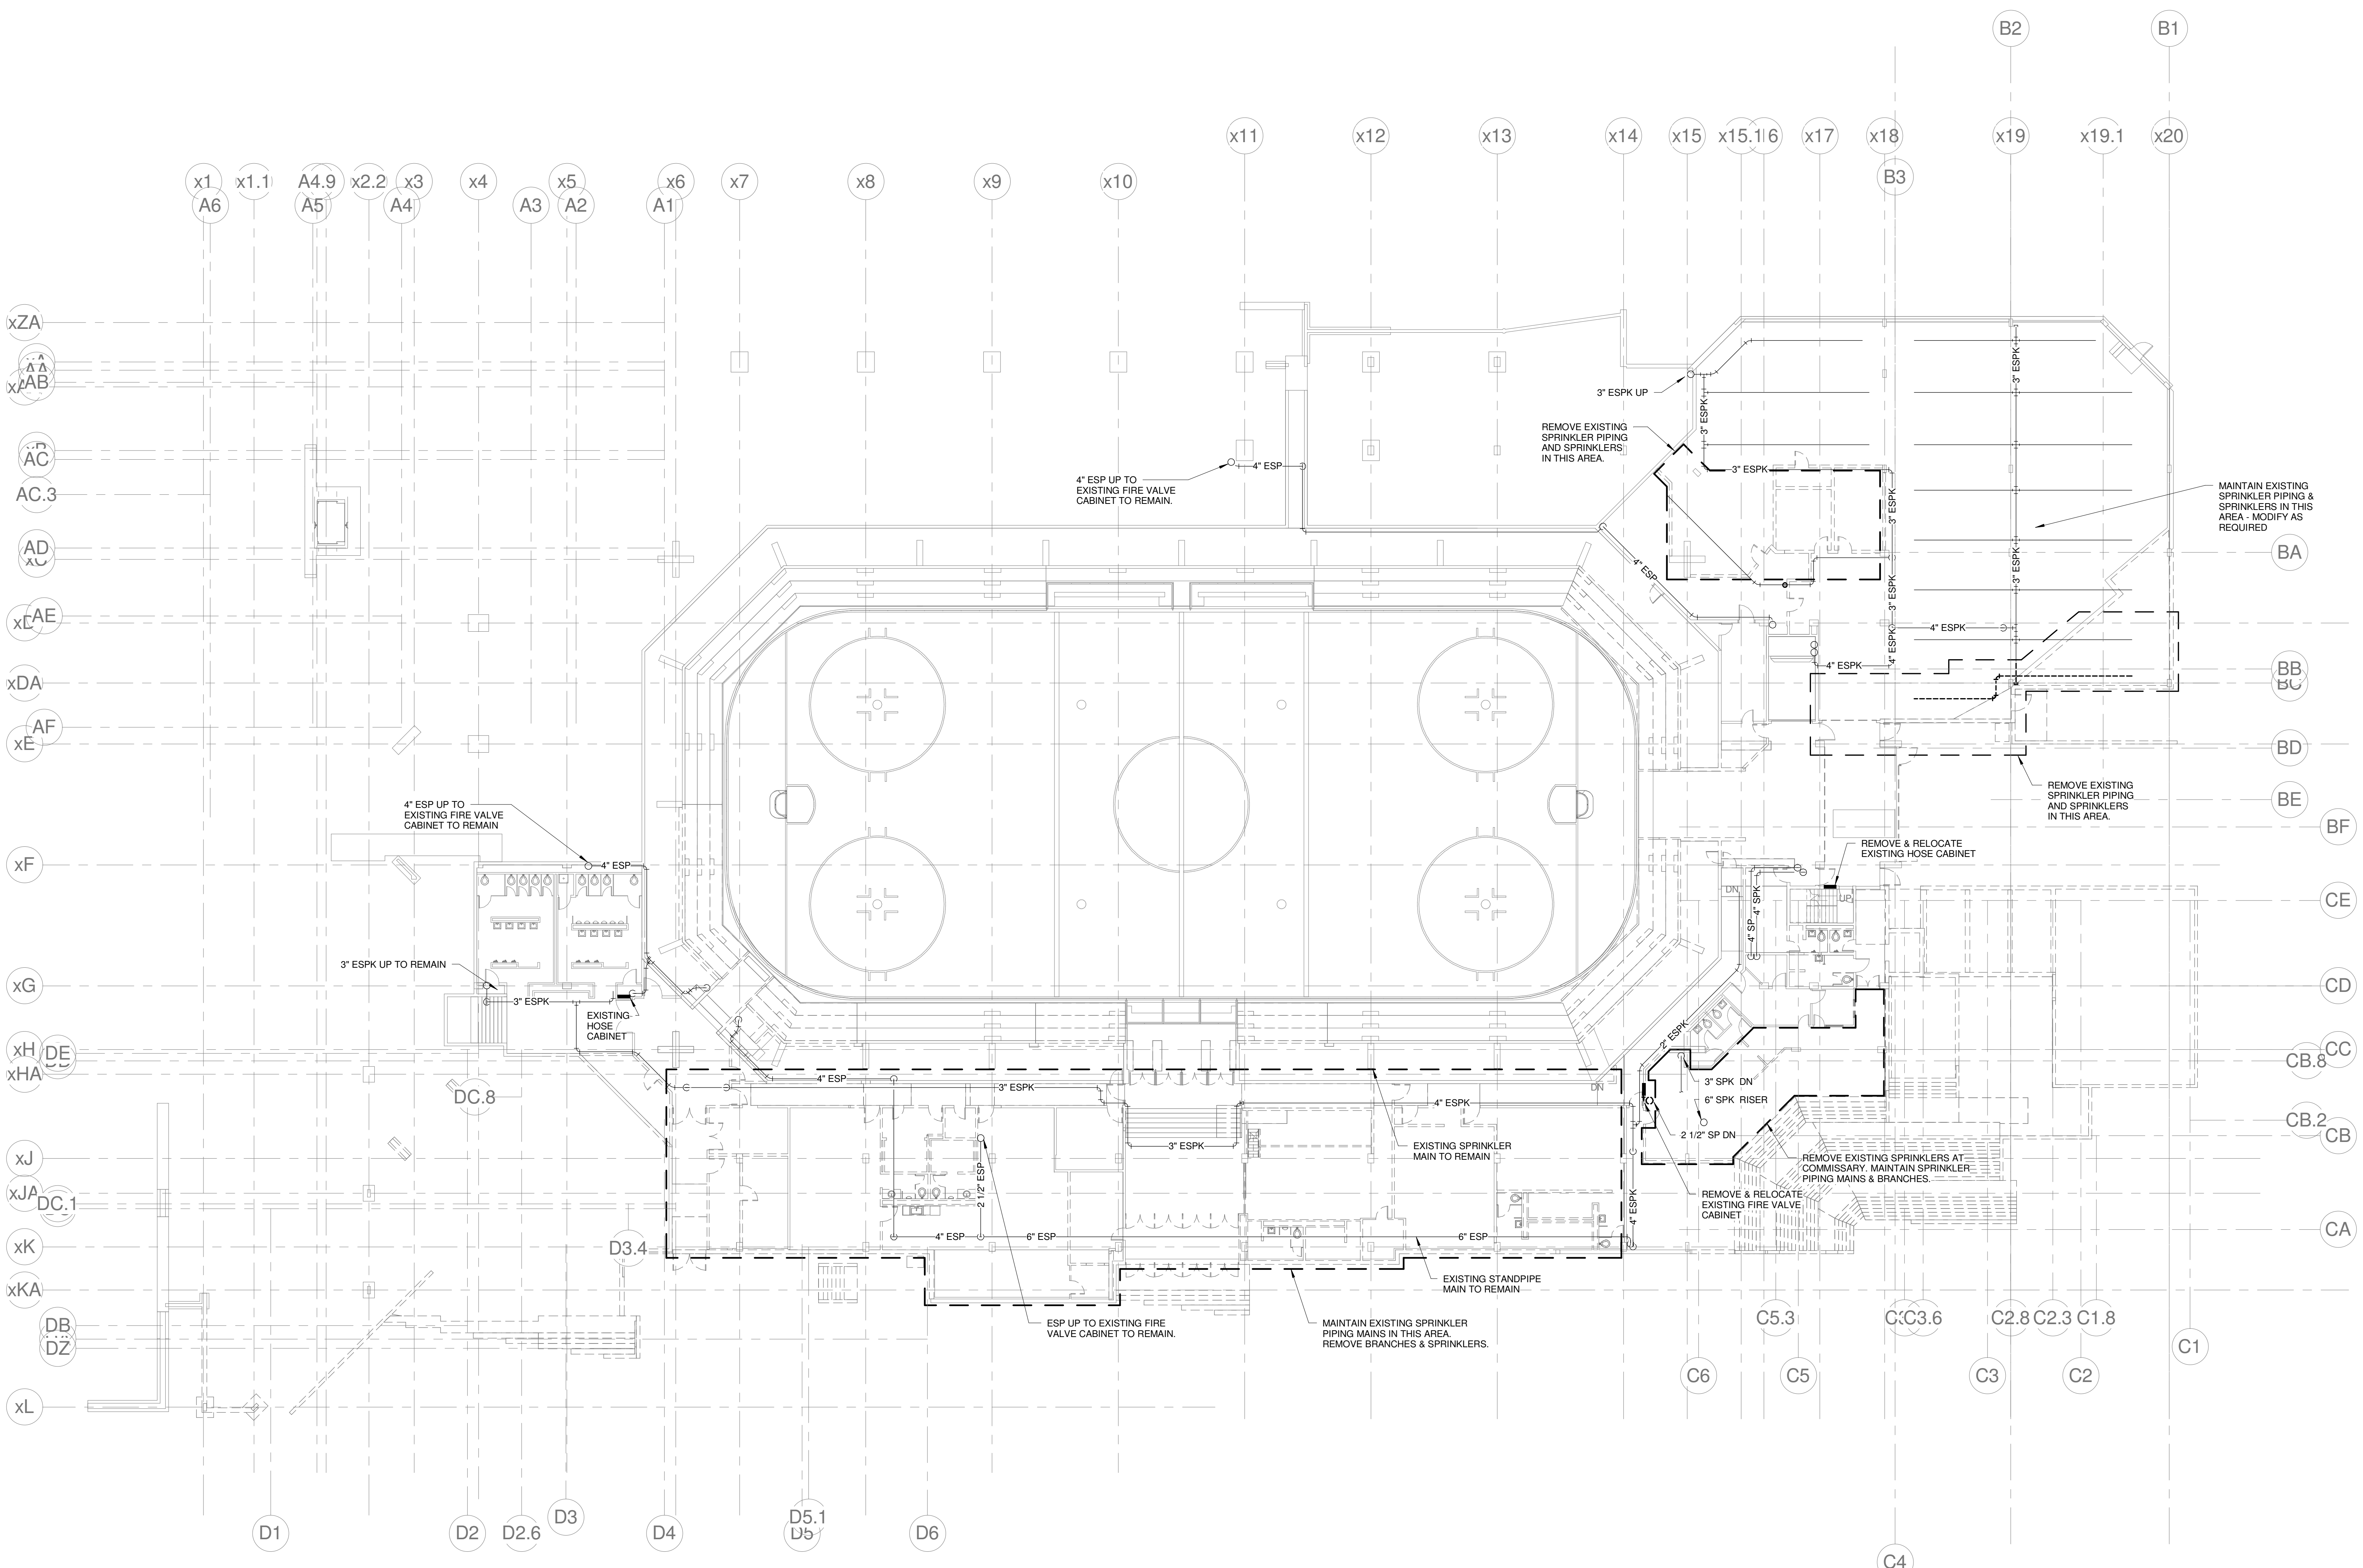 B2
B1
x11
x12
x13
x14
x15
x15.1
x17
x18
x19
x19.1
x20
B3
x1
x1.1
A4.9
x2.2
x3
x4
x5
x6
x7
x8
x9
x10
A6
A5
A4
A3
A2
A1
xZA
AB
AC
AC.3
AD
AE
xDA
AF
xE
xF
xG
xH
DE
xHA
DC.8
xJ
xJA
DC.1
xK
D3.4
xKA
DB
DZ
xL
BA
BB
BD
BE
BF
CE
CD
CC
CB.8
CB.2
CB
CA
3" ESPK UP
3" ESPK
3" ESPK
REMOVE EXISTING
SPRINKLER PIPING
AND SPRINKLERS
IN THIS AREA.
3" ESPK
3" ESPK
3" ESPK
3" ESPK
4" ESPK
4" ESPK
4" ESPK
MAINTAIN EXISTING
SPRINKLER PIPING &
SPRINKLERS IN THIS
AREA - MODIFY AS
REQUIRED
4" ESP
4" ESP UP TO
EXISTING FIRE VALVE
CABINET TO REMAIN.
4" ESP
REMOVE EXISTING
SPRINKLER PIPING
AND SPRINKLERS
IN THIS AREA.
4" ESP UP TO
EXISTING FIRE VALVE
CABINET TO REMAIN
4" ESP
REMOVE & RELOCATE
EXISTING HOSE CABINET
DN
UP
4" SPK
4" SP
3" ESPK UP TO REMAIN
3" ESPK
EXISTING
HOSE
CABINET
2" ESPK
4" ESP
3" ESPK
4" ESPK
3" ESPK
DN
3" SPK DN
6" SPK RISER
2 1/2" SP DN
EXISTING SPRINKLER
MAIN TO REMAIN
REMOVE EXISTING SPRINKLERS AT
COMMISSARY. MAINTAIN SPRINKLER
PIPING MAINS & BRANCHES.
REMOVE & RELOCATE
EXISTING FIRE VALVE
CABINET
2 1/2" ESP
4" ESPK
4" ESP
6" ESP
6" ESP
EXISTING STANDPIPE
MAIN TO REMAIN
ESP UP TO EXISTING FIRE
VALVE CABINET TO REMAIN.
MAINTAIN EXISTING SPRINKLER
PIPING MAINS IN THIS AREA.
REMOVE BRANCHES & SPRINKLERS.
C5.3
C3.6
C2.8
C2.3
C1.8
C1
C6
C5
C3
C2
D1
D2
D2.6
D3
D4
D5.1
D5
D6
C4